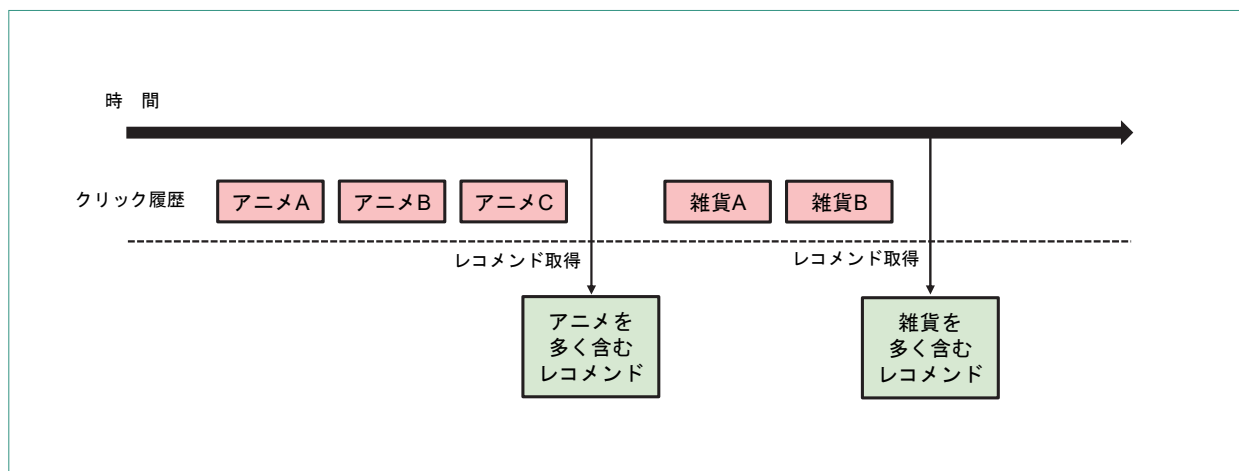 時　間
クリック履歴
アニメA
アニメB
アニメC
雑貨A
雑貨B
レコメンド取得
レコメンド取得
アニメを
多く含む
レコメンド
雑貨を
多く含む
レコメンド